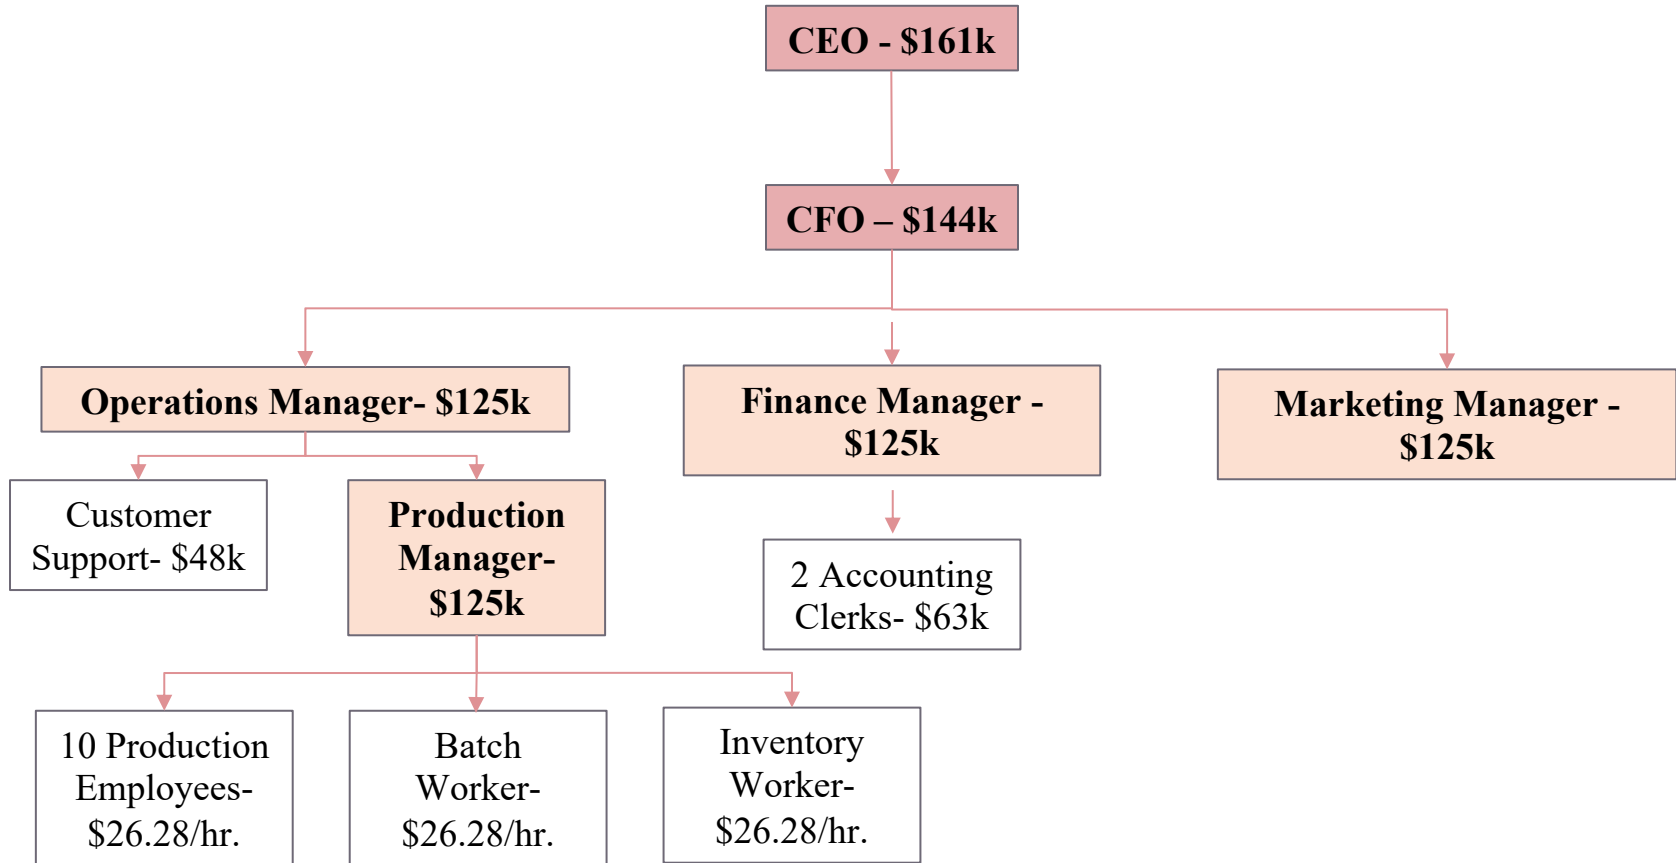 CEO - $161k
CFO – $144k
Operations Manager- $125k
Finance Manager -
$125k
Marketing Manager -
$125k
Customer
Support- $48k
Production
Manager-
$125k
2 Accounting
Clerks- $63k
10 Production
Employees-
$26.28/hr.
Batch
Worker-
$26.28/hr.
Inventory
Worker-
$26.28/hr.